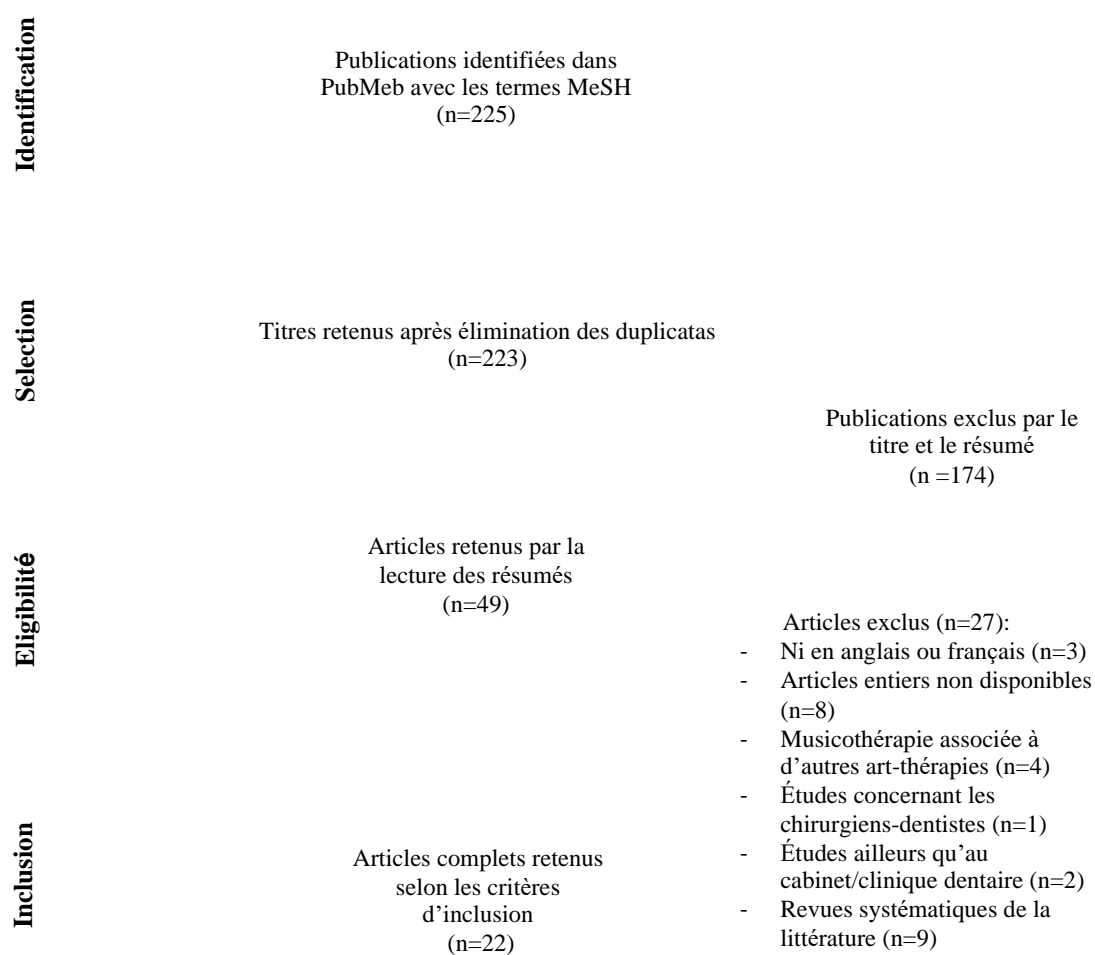 Identification
Publications identifiées dans
PubMeb avec les termes MeSH
(n=225)
Selection
Titres retenus après élimination des duplicatas
(n=223)
Publications exclus par le
titre et le résumé
(n =174)
Eligibilité
Articles retenus par la
lecture des résumés
(n=49)
Articles exclus (n=27):
- Ni en anglais ou français (n=3)
- Articles entiers non disponibles
(n=8)
- Musicothérapie associée à
d’autres art-thérapies (n=4)
- Études concernant les
chirurgiens-dentistes (n=1)
- Études ailleurs qu’au
cabinet/clinique dentaire (n=2)
- Revues systématiques de la
littérature (n=9)
Inclusion
Articles complets retenus
selon les critères
d’inclusion
(n=22)